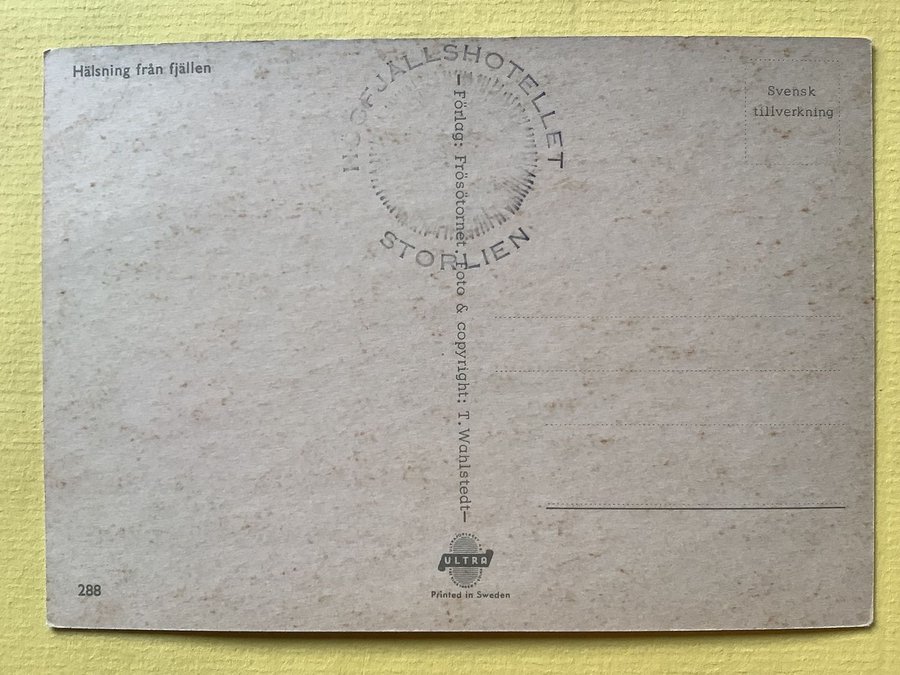 Hälsning från fjällen
HÖGFJÄLLSHOTELLET
STORLIEN
Svensk
tillverkning
—Förlag: Frösötornet. Foto & copyright: T. Wahlstedt—
ULTRA
Printed in Sweden
288